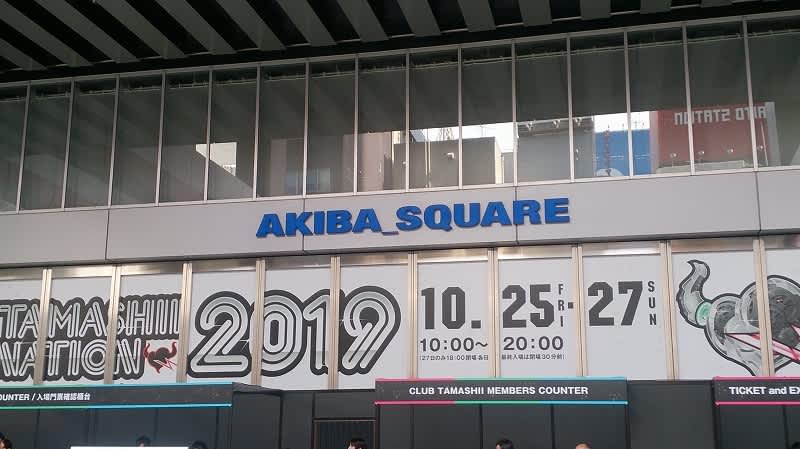 AKIBA_SQUARE
TAMASHII
NATION
2019
10. 25 FRI・27 SUN
10:00〜20:00
COUNTER / 入場門票確認櫃台
CLUB TAMASHII MEMBERS COUNTER
TICKET and EX